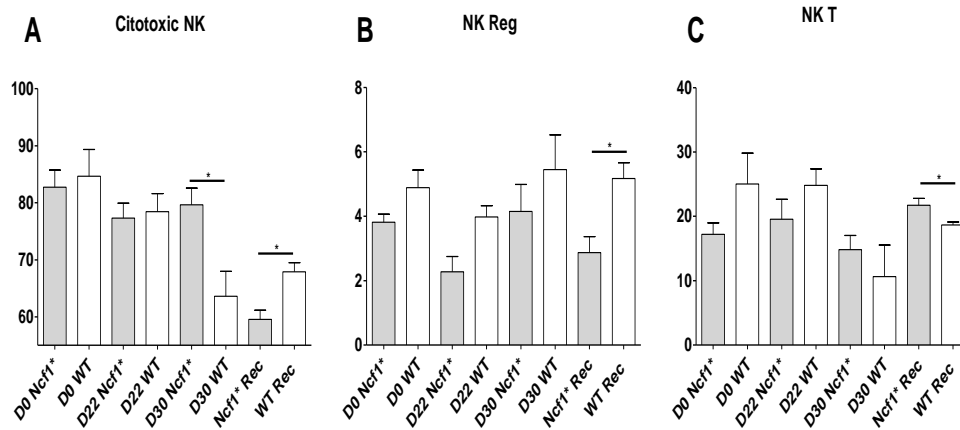 A
Citotoxic NK
100
90
80
70
60
*
*
D0 Ncf1*
D0 WT
D22 Ncf1*
D22 WT
D30 Ncf1*
D30 WT
Ncf1* Rec
WT Rec
B
NK Reg
8
6
4
2
0
*
D0 Ncf1*
D0 WT
D22 Ncf1*
D22 WT
D30 Ncf1*
D30 WT
Ncf1* Rec
WT Rec
C
NK T
40
30
20
10
0
*
D0 Ncf1*
D0 WT
D22 Ncf1*
D22 WT
D30 Ncf1*
D30 WT
Ncf1* Rec
WT Rec